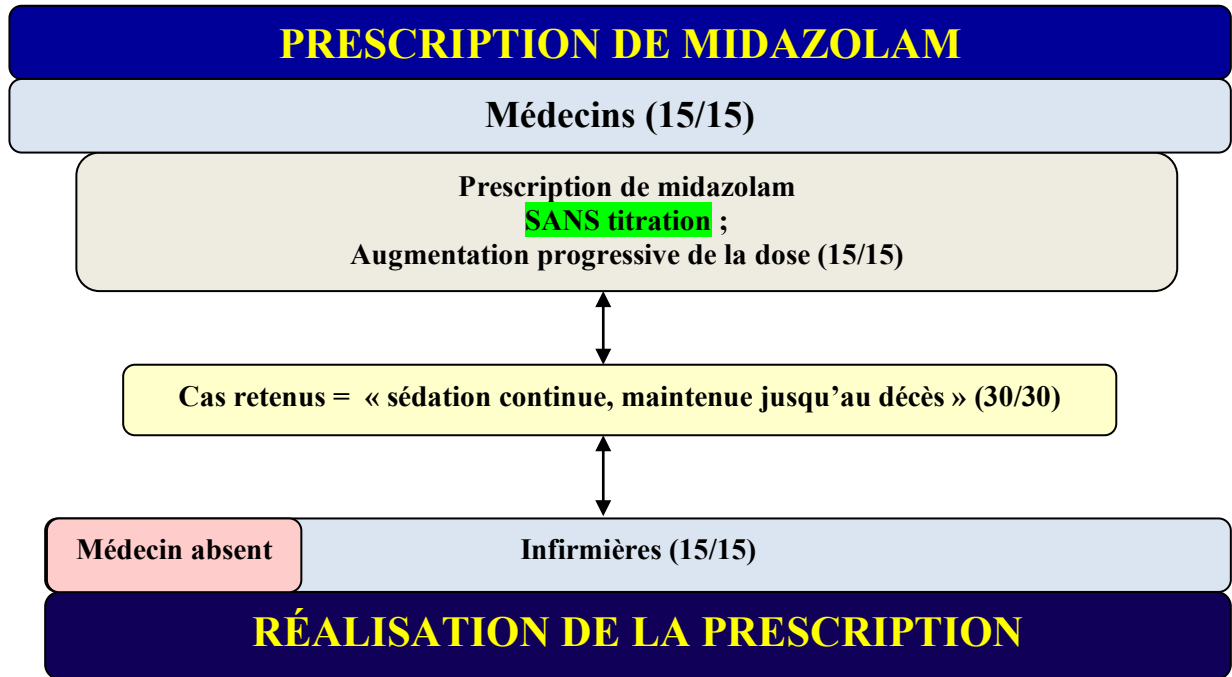 PRESCRIPTION DE MIDAZOLAM
Médecins (15/15)
Prescription de midazolam
SANS titration ;
Augmentation progressive de la dose (15/15)
Cas retenus = « sédation continue, maintenue jusqu’au décès » (30/30)
Médecin absent
Infirmières (15/15)
RÉALISATION DE LA PRESCRIPTION